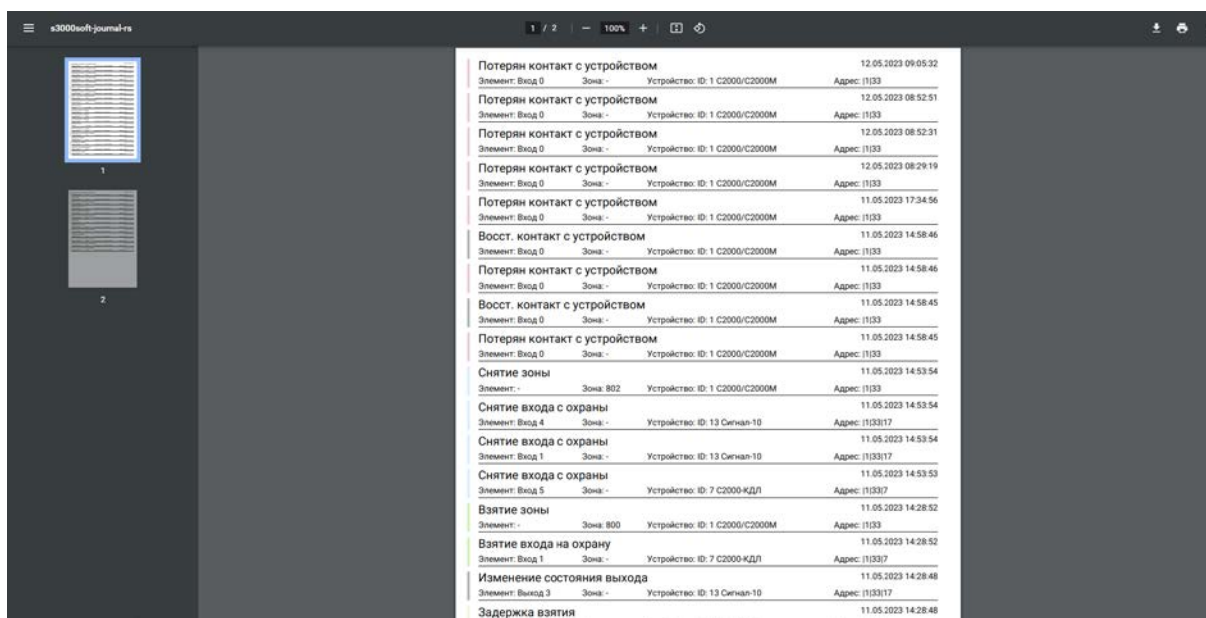 s3000soft-journal-rs
1 / 2
100%
1
2
Потерян контакт с устройством 12.05.2023 09:05:32
Элемент: Вход 0 Зона: - Устройство: ID: 1 С2000/С2000М Адрес: |1|33
Потерян контакт с устройством 12.05.2023 08:52:51
Элемент: Вход 0 Зона: - Устройство: ID: 1 С2000/С2000М Адрес: |1|33
Потерян контакт с устройством 12.05.2023 08:52:31
Элемент: Вход 0 Зона: - Устройство: ID: 1 С2000/С2000М Адрес: |1|33
Потерян контакт с устройством 12.05.2023 08:29:19
Элемент: Вход 0 Зона: - Устройство: ID: 1 С2000/С2000М Адрес: |1|33
Потерян контакт с устройством 11.05.2023 17:34:56
Элемент: Вход 0 Зона: - Устройство: ID: 1 С2000/С2000М Адрес: |1|33
Восст. контакт с устройством 11.05.2023 14:58:46
Элемент: Вход 0 Зона: - Устройство: ID: 1 С2000/С2000М Адрес: |1|33
Потерян контакт с устройством 11.05.2023 14:58:46
Элемент: Вход 0 Зона: - Устройство: ID: 1 С2000/С2000М Адрес: |1|33
Восст. контакт с устройством 11.05.2023 14:58:45
Элемент: Вход 0 Зона: - Устройство: ID: 1 С2000/С2000М Адрес: |1|33
Потерян контакт с устройством 11.05.2023 14:58:45
Элемент: Вход 0 Зона: - Устройство: ID: 1 С2000/С2000М Адрес: |1|33
Снятие зоны 11.05.2023 14:53:54
Элемент: - Зона: 802 Устройство: ID: 1 С2000/С2000М Адрес: |1|33
Снятие входа с охраны 11.05.2023 14:53:54
Элемент: Вход 4 Зона: - Устройство: ID: 13 Сигнал-10 Адрес: |1|33|17
Снятие входа с охраны 11.05.2023 14:53:54
Элемент: Вход 1 Зона: - Устройство: ID: 13 Сигнал-10 Адрес: |1|33|17
Снятие входа с охраны 11.05.2023 14:53:53
Элемент: Вход 5 Зона: - Устройство: ID: 7 С2000-КДЛ Адрес: |1|33|7
Взятие зоны 11.05.2023 14:28:52
Элемент: - Зона: 800 Устройство: ID: 1 С2000/С2000М Адрес: |1|33
Взятие входа на охрану 11.05.2023 14:28:52
Элемент: Вход 1 Зона: - Устройство: ID: 7 С2000-КДЛ Адрес: |1|33|7
Изменение состояния выхода 11.05.2023 14:28:48
Элемент: Выход 3 Зона: - Устройство: ID: 13 Сигнал-10 Адрес: |1|33|17
Задержка взятия 11.05.2023 14:28:48